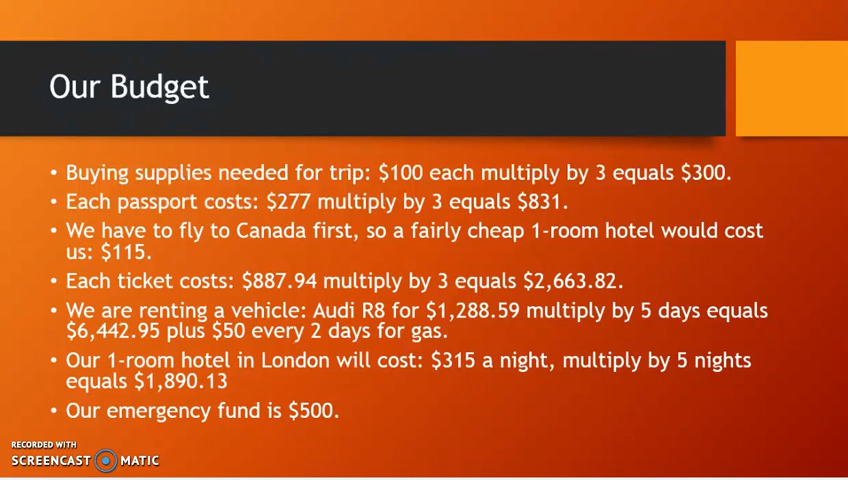 Our Budget
• Buying supplies needed for trip: $100 each multiply by 3 equals $300.
• Each passport costs: $277 multiply by 3 equals $831.
• We have to fly to Canada first, so a fairly cheap 1-room hotel would cost
us: $115.
• Each ticket costs: $887.94 multiply by 3 equals $2,663.82.
• We are renting a vehicle: Audi R8 for $1,288.59 multiply by 5 days equals
$6,442.95 plus $50 every 2 days for gas.
• Our 1-room hotel in London will cost: $315 a night, multiply by 5 nights
equals $1,890.13
• Our emergency fund is $500.
RECORDED WITH
SCREENCAST MATIC